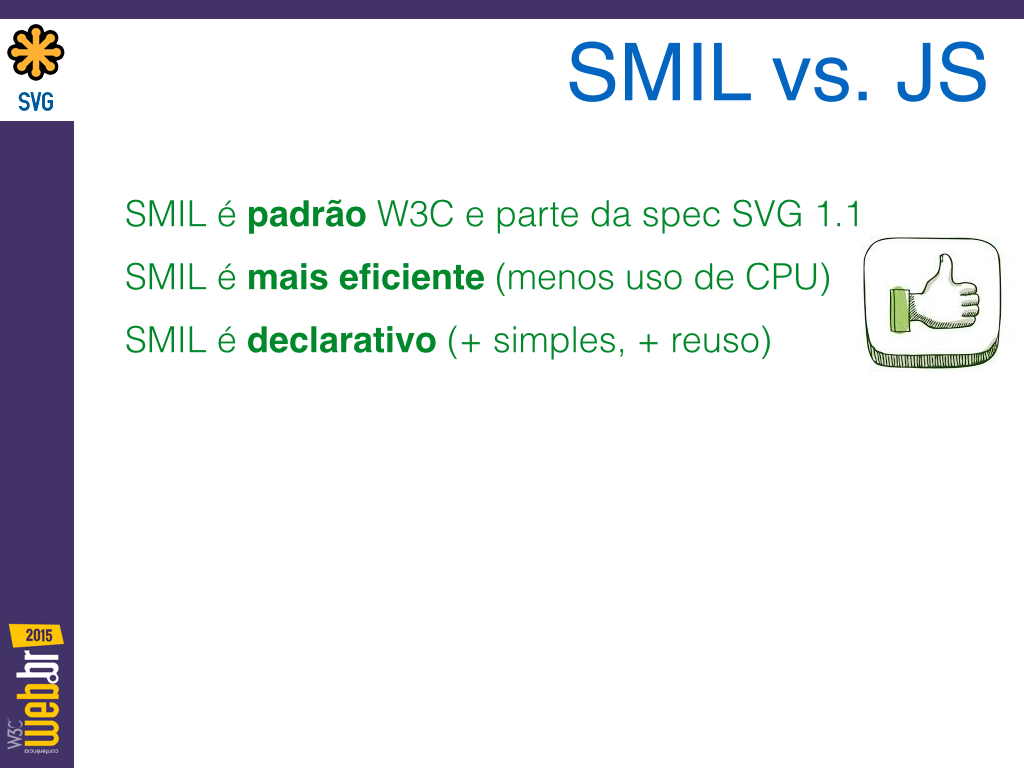 SVG
SMIL vs. JS
SMIL é padrão W3C e parte da spec SVG 1.1
SMIL é mais eficiente (menos uso de CPU)
SMIL é declarativo (+ simples, + reuso)
2015
web.br
W3C
conferência